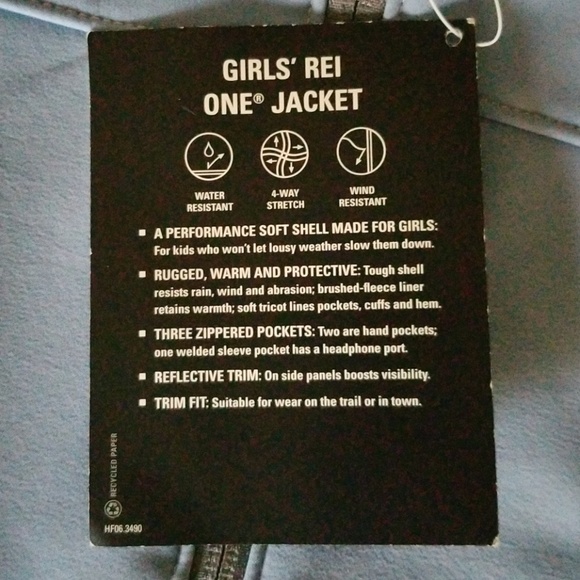 GIRLS' REI
ONE® JACKET
WATER
RESISTANT
4-WAY
STRETCH
WIND
RESISTANT
▪ A PERFORMANCE SOFT SHELL MADE FOR GIRLS:
For kids who won't let lousy weather slow them down.
▪ RUGGED, WARM AND PROTECTIVE: Tough shell
resists rain, wind and abrasion; brushed-fleece liner
retains warmth; soft tricot lines pockets, cuffs and hem.
▪ THREE ZIPPERED POCKETS: Two are hand pockets;
one welded sleeve pocket has a headphone port.
▪ REFLECTIVE TRIM: On side panels boosts visibility.
▪ TRIM FIT: Suitable for wear on the trail or in town.
RECYCLED PAPER
HF06.3490